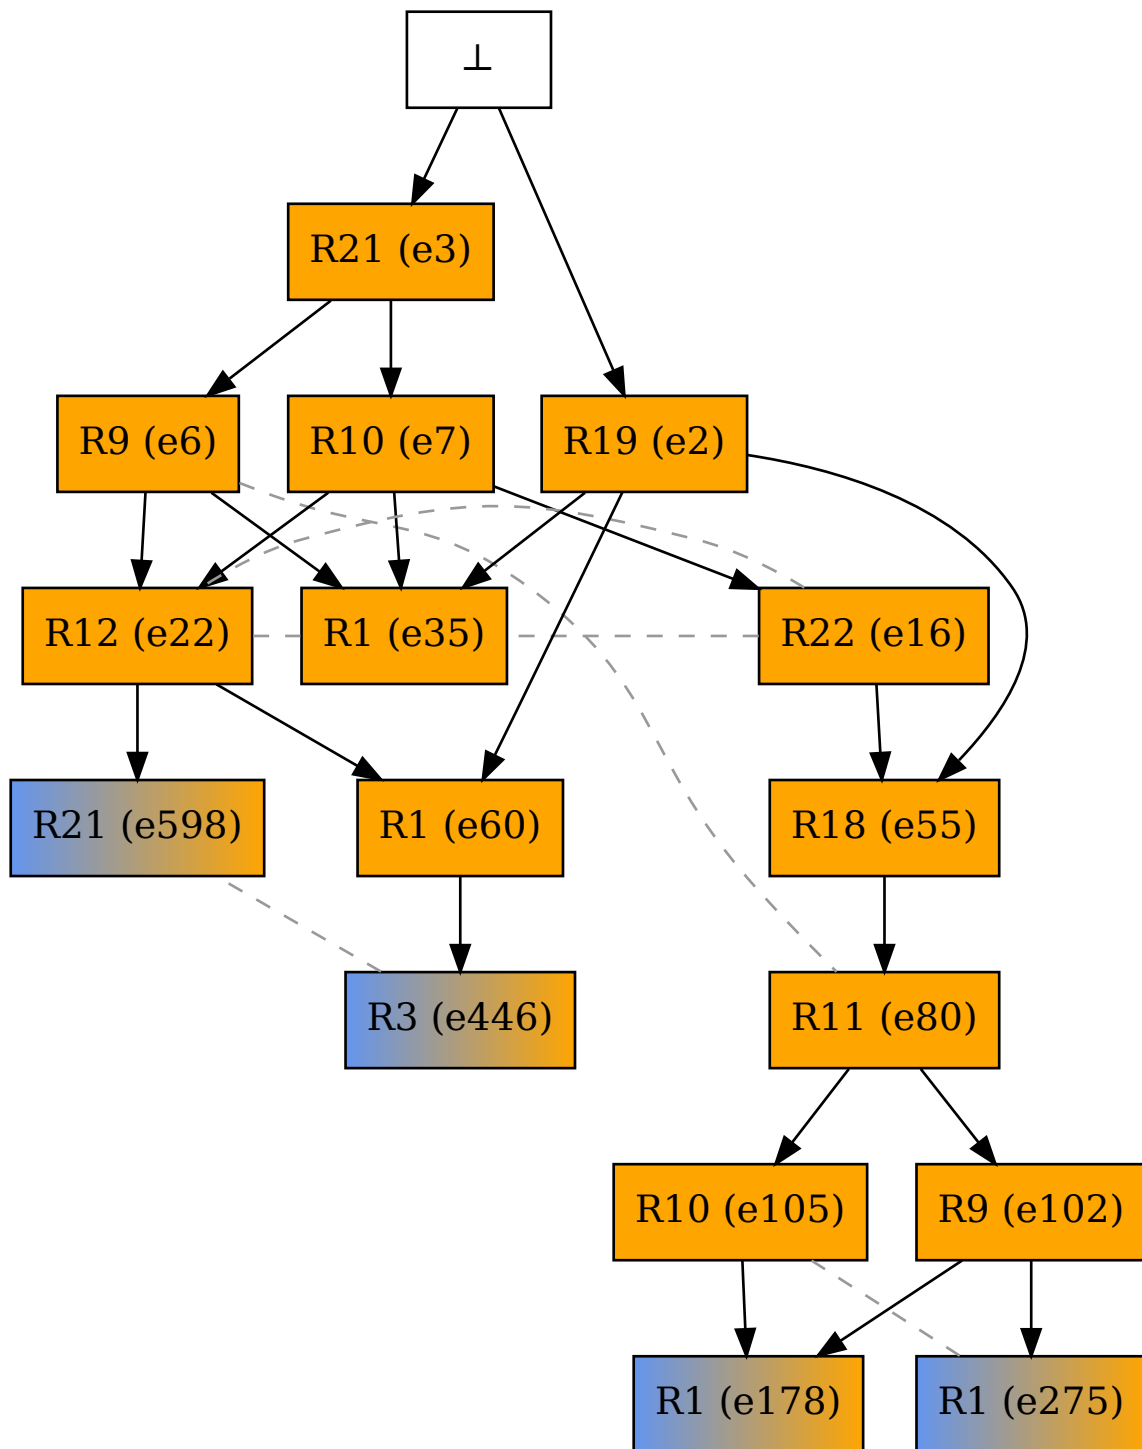 ⊥
R21 (e3)
R9 (e6)
R10 (e7)
R19 (e2)
R12 (e22)
R1 (e35)
R22 (e16)
R21 (e598)
R1 (e60)
R18 (e55)
R3 (e446)
R11 (e80)
R10 (e105)
R9 (e102)
R1 (e178)
R1 (e275)